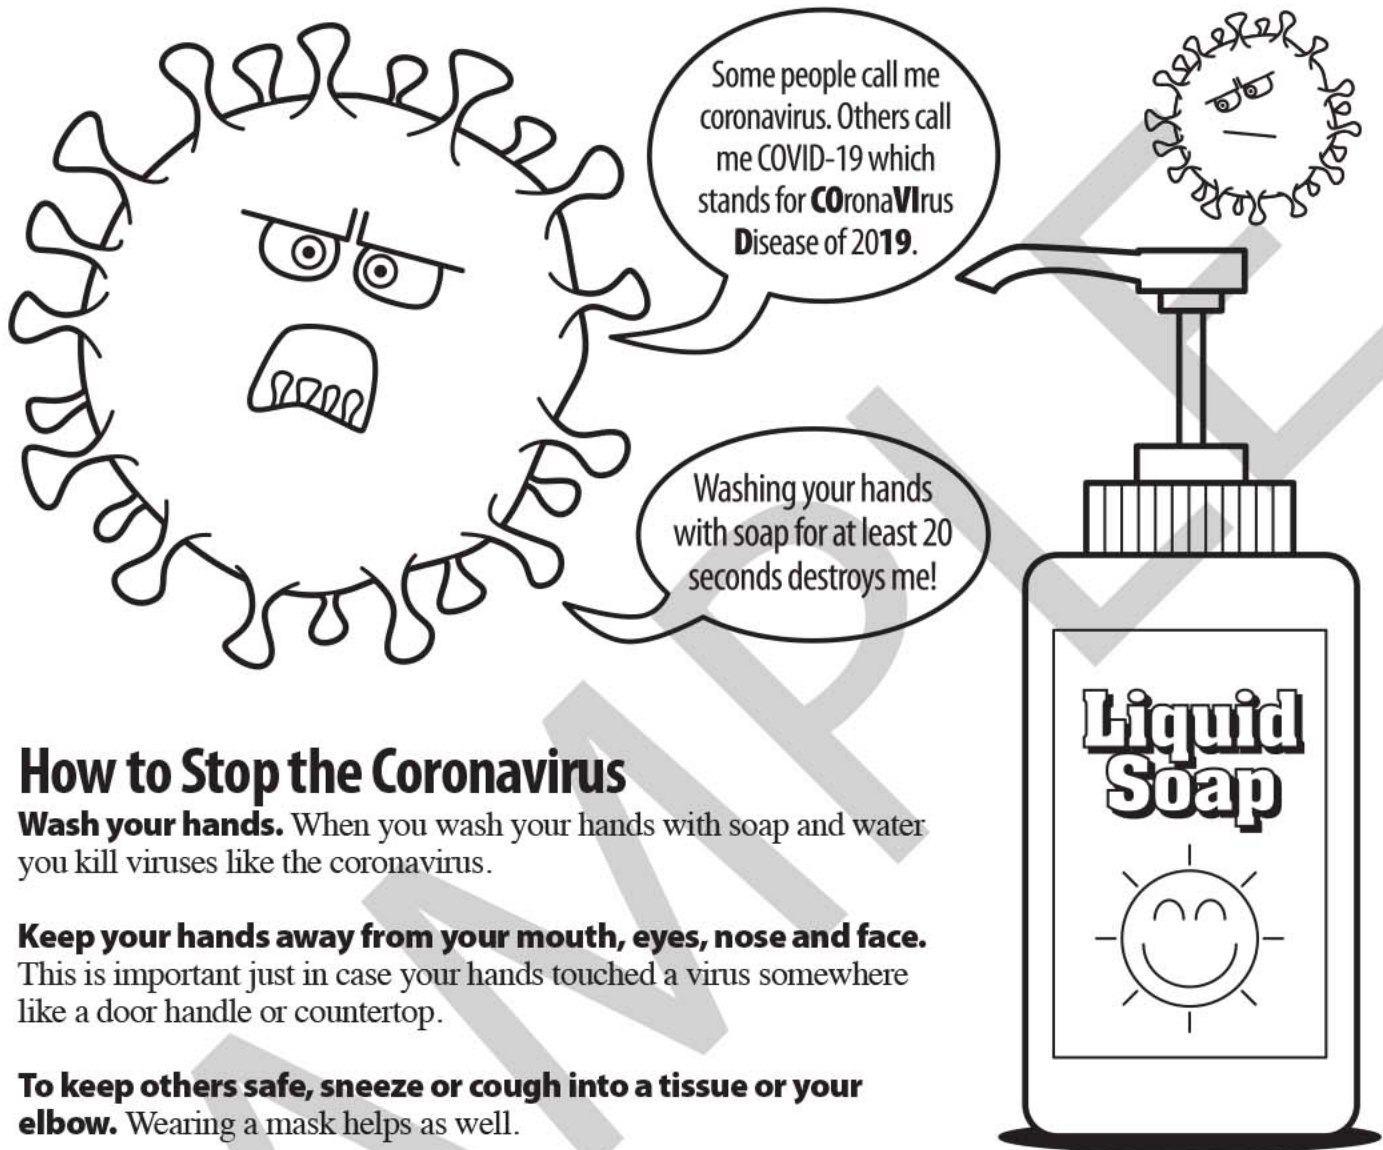 Some people call me
coronavirus. Others call
me COVID-19 which
stands for COronaVIrus
Disease of 2019.
Washing your hands
with soap for at least 20
seconds destroys me!
Liquid
Soap
How to Stop the Coronavirus
Wash your hands. When you wash your hands with soap and water
you kill viruses like the coronavirus.
Keep your hands away from your mouth, eyes, nose and face.
This is important just in case your hands touched a virus somewhere
like a door handle or countertop.
To keep others safe, sneeze or cough into a tissue or your
elbow. Wearing a mask helps as well.
AMPLE